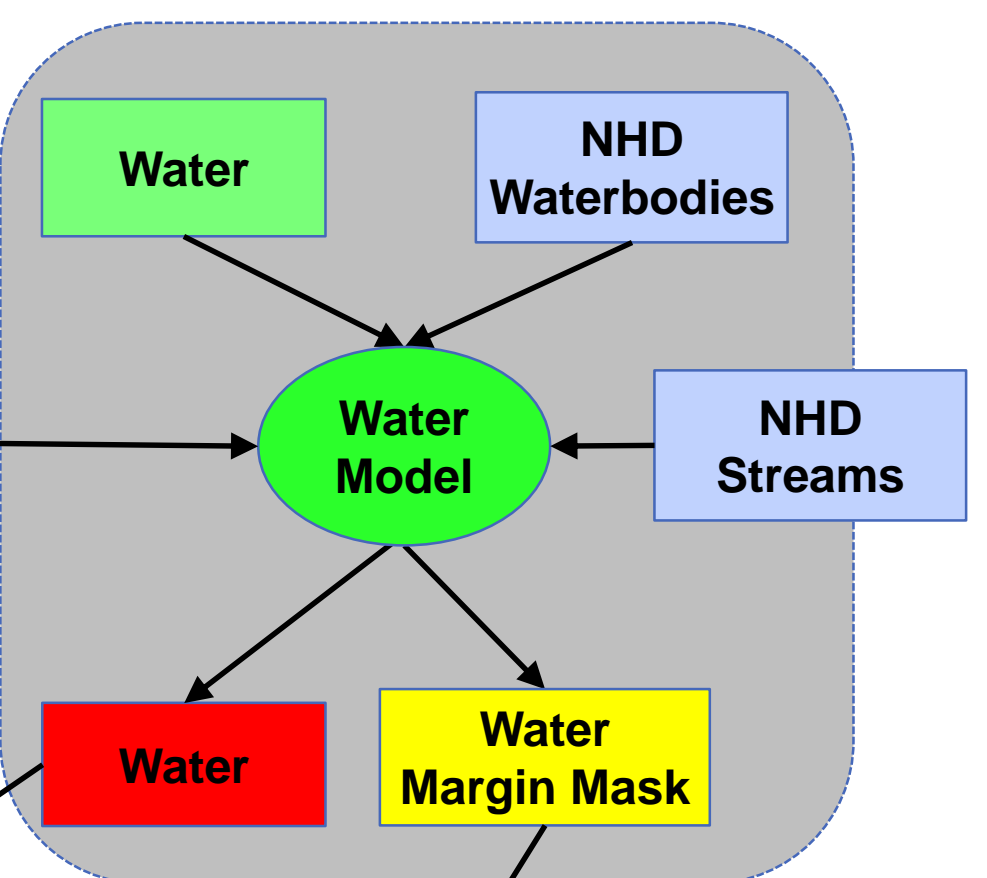 Water
NHD
Waterbodies
Water
Model
NHD
Streams
Water
Water
Margin Mask